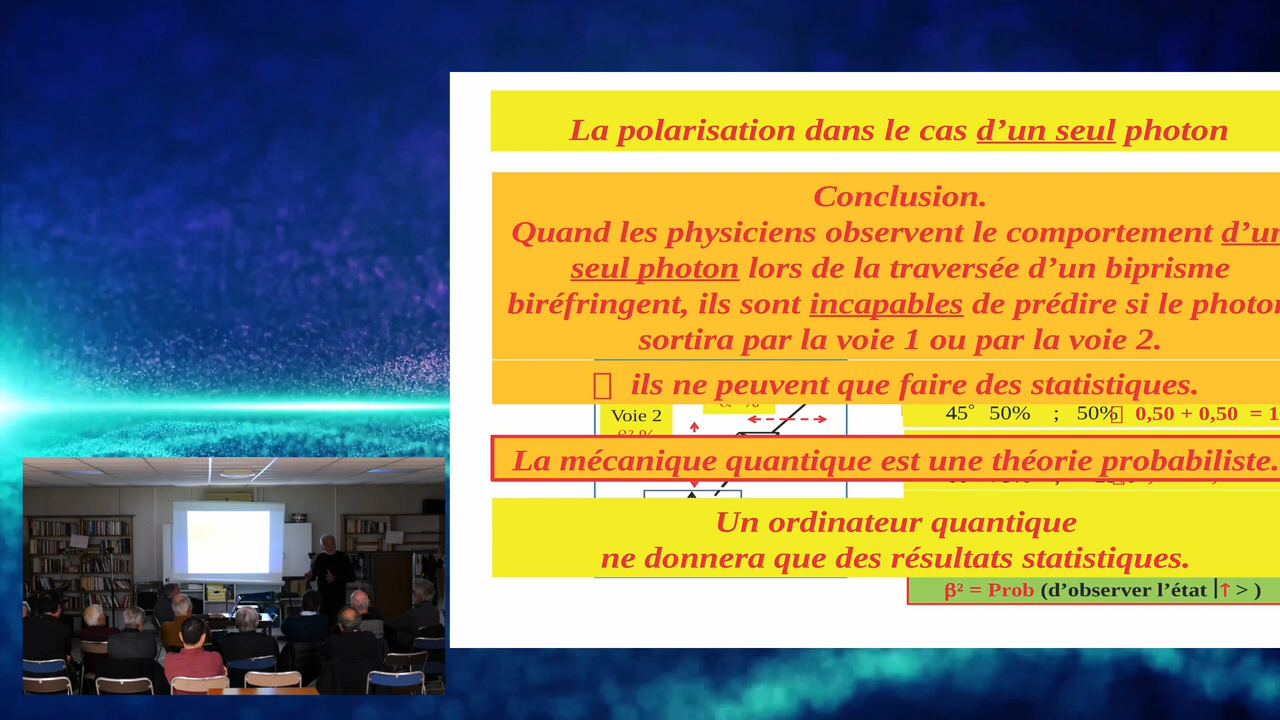 La polarisation dans le cas d’un seul photon
Conclusion.
Quand les physiciens observent le comportement d’un
seul photon lors de la traversée d’un biprisme
biréfringent, ils sont incapables de prédire si le photon
sortira par la voie 1 ou par la voie 2.
ils ne peuvent que faire des statistiques.
Voie 2
45° 50% ; 50% 0,50 + 0,50 = 1
La mécanique quantique est une théorie probabiliste.
Un ordinateur quantique
ne donnera que des résultats statistiques.
β² = Prob (d’observer l’état |↑ > )